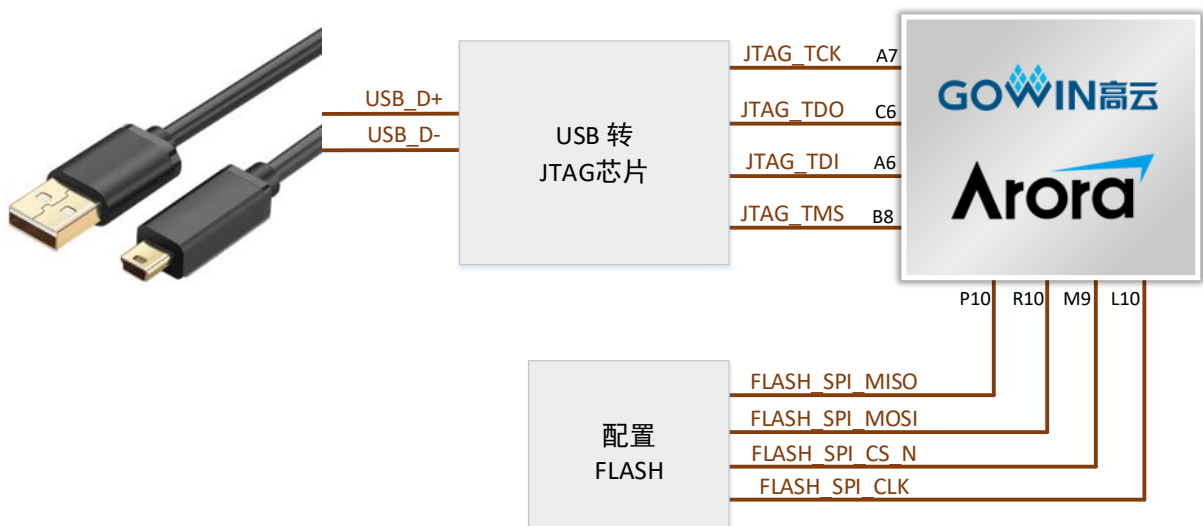 USB_D+
USB_D-
USB 转
JTAG芯片
JTAG_TCK A7
JTAG_TDO C6
JTAG_TDI A6
JTAG_TMS B8
GOWIN高云
Arora
P10 R10 M9 L10
配置
FLASH
FLASH_SPI_MISO
FLASH_SPI_MOSI
FLASH_SPI_CS_N
FLASH_SPI_CLK